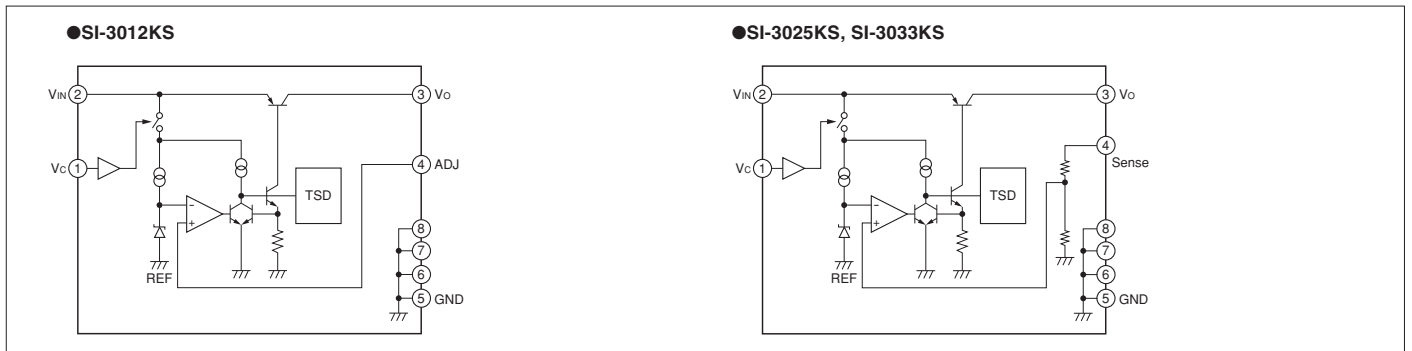 ●SI-3012KS
VIN 2
3 VO
VC 1
4 ADJ
TSD
-
+
REF
8
7
6
5 GND
●SI-3025KS, SI-3033KS
VIN 2
3 VO
4
Sense
VC 1
TSD
-
+
REF
8
7
6
5 GND